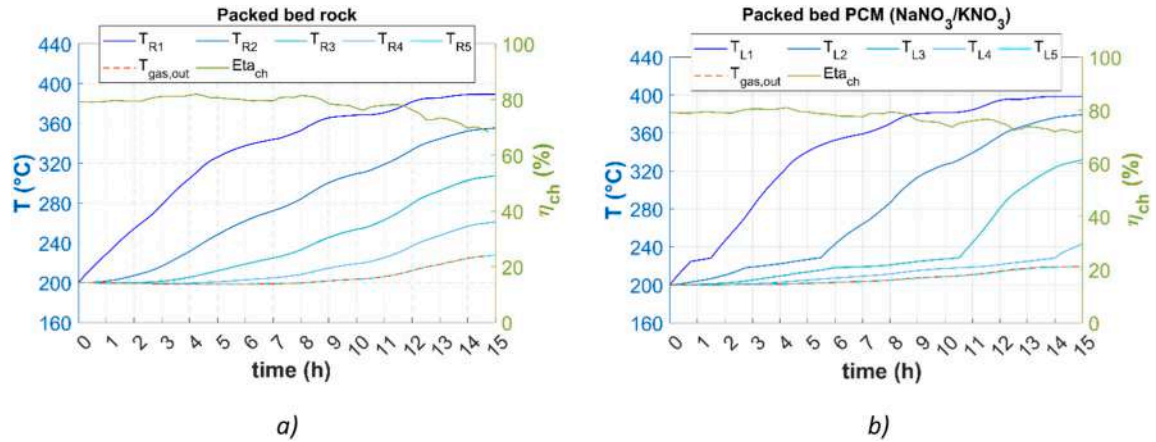 Packed bed rock
T_R1 T_R2 T_R3 T_R4 T_R5
T_gas,out Eta_ch
440
400
360
320
280
240
200
160
T (°C)
100
80
60
40
20
0
η_ch (%)
0 1 2 3 4 5 6 7 8 9 10 11 12 13 14 15
time (h)
a)
Packed bed PCM (NaNO₃/KNO₃)
T_L1 T_L2 T_L3 T_L4 T_L5
T_gas,out Eta_ch
440
400
360
320
280
240
200
160
T (°C)
100
80
60
40
20
0
η_ch (%)
0 1 2 3 4 5 6 7 8 9 10 11 12 13 14 15
time (h)
b)